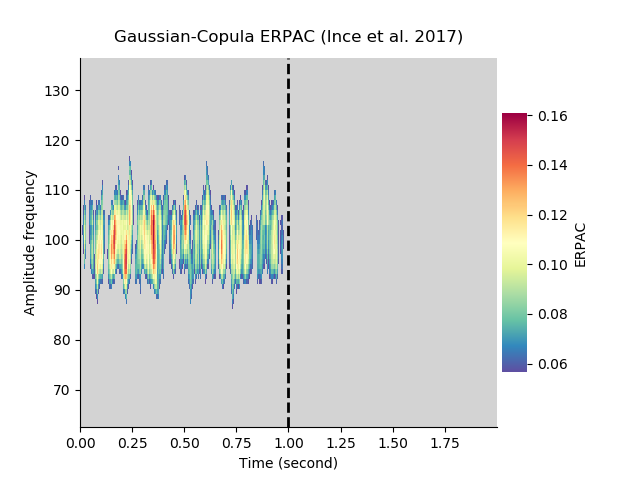 Gaussian-Copula ERPAC (Ince et al. 2017)
Amplitude frequency
130
120
110
100
90
80
70
0.00 0.25 0.50 0.75 1.00 1.25 1.50 1.75
Time (second)
0.16
0.14
0.12
0.10
0.08
0.06
ERPAC